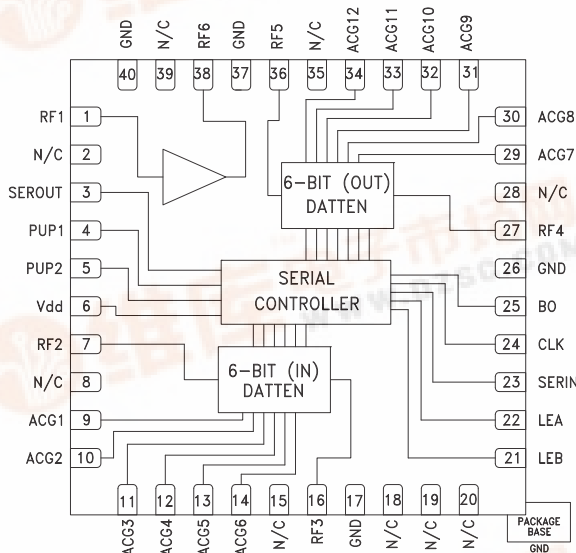 GND
N/C
RF6
GND
RF5
N/C
ACG12
ACG11
ACG10
ACG9
40
39
38
37
36
35
34
33
32
31
RF1 1
N/C 2
SEROUT 3
PUP1 4
PUP2 5
Vdd 6
RF2 7
N/C 8
ACG1 9
ACG2 10
6-BIT (OUT)
DATTEN
SERIAL
CONTROLLER
6-BIT (IN)
DATTEN
30 ACG8
29 ACG7
28 N/C
27 RF4
26 GND
25 BO
24 CLK
23 SERIN
22 LEA
21 LEB
11
12
13
14
15
16
17
18
19
20
ACG3
ACG4
ACG5
ACG6
N/C
RF3
GND
N/C
N/C
N/C
PACKAGE
BASE
GND